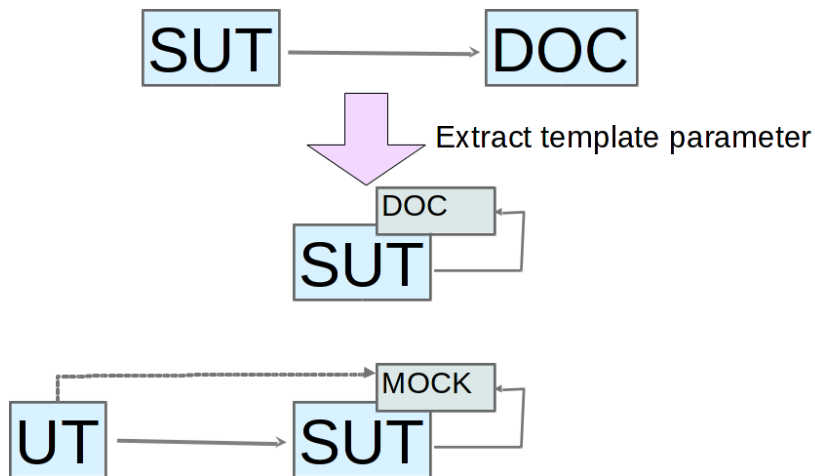 SUT
DOC
Extract template parameter
DOC
SUT
MOCK
UT
SUT